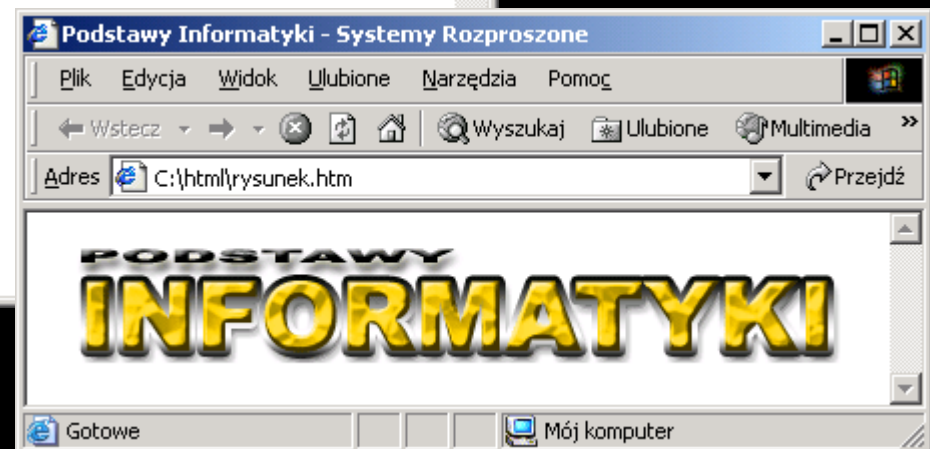 Podstawy Informatyki - Systemy Rozproszone
Plik Edycja Widok Ulubione Narzędzia Pomoc
Wstecz Wyszukaj Ulubione Multimedia »
Adres C:\html\rysunek.htm Przejdź
PODSTAWY
INFORMATYKI
Gotowe Mój komputer